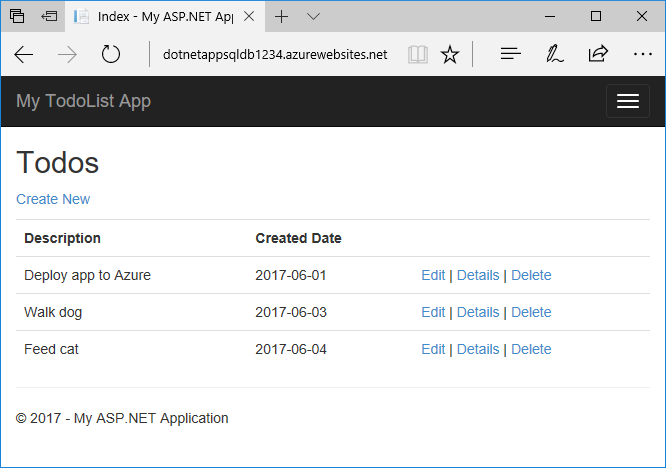 Index - My ASP.NET Ap
dotnetappsqldb1234.azurewebsites.net
My TodoList App
Todos
Create New
Description Created Date
Deploy app to Azure 2017-06-01 Edit | Details | Delete
Walk dog 2017-06-03 Edit | Details | Delete
Feed cat 2017-06-04 Edit | Details | Delete
© 2017 - My ASP.NET Application